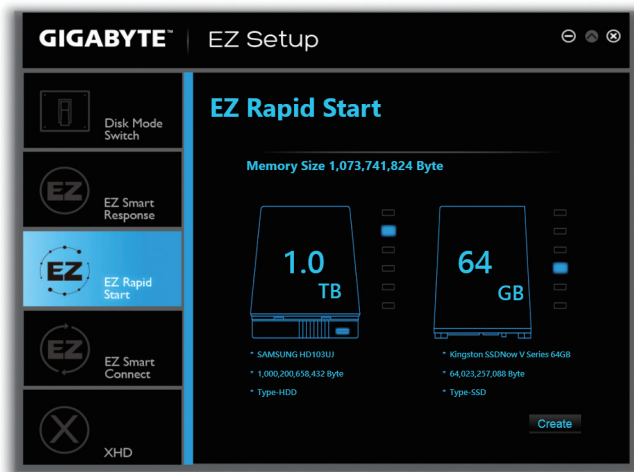 GIGABYTE™ EZ Setup
Disk Mode
Switch
EZ
EZ Smart
Response
EZ
EZ Rapid
Start
EZ
EZ Smart
Connect
X
XHD
EZ Rapid Start
Memory Size 1,073,741,824 Byte
1.0
TB
* SAMSUNG HD103UJ
* 1,000,200,658,432 Byte
* Type-HDD
64
GB
* Kingston SSDNow V Series 64GB
* 64,023,257,088 Byte
* Type-SSD
Create